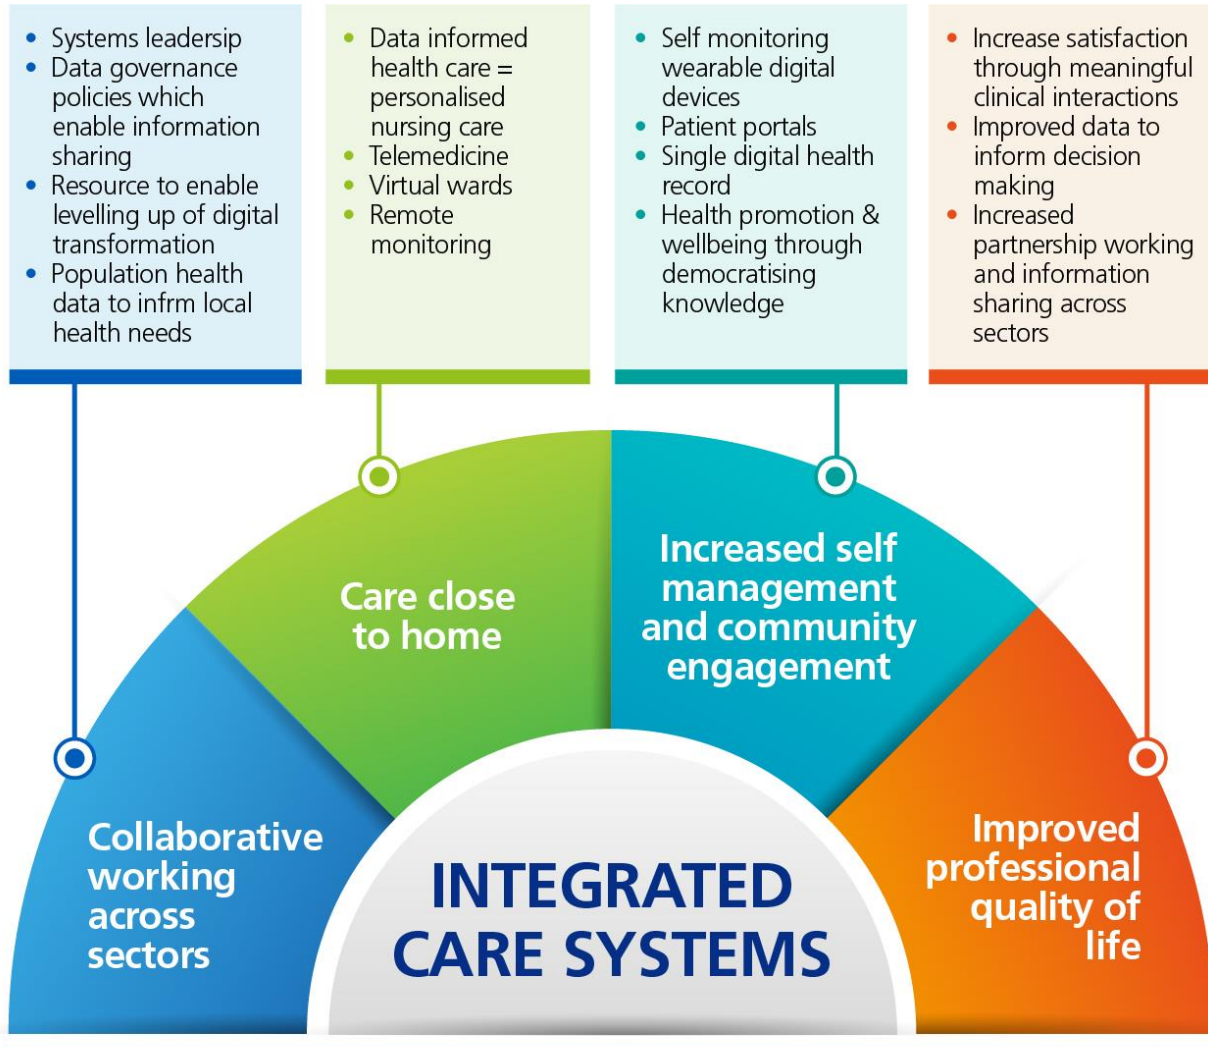 • Systems leadersip
• Data governance
policies which
enable information
sharing
• Resource to enable
levelling up of digital
transformation
• Population health
data to infrm local
health needs
• Data informed
health care =
personalised
nursing care
• Telemedicine
• Virtual wards
• Remote
monitoring
• Self monitoring
wearable digital
devices
• Patient portals
• Single digital health
record
• Health promotion &
wellbeing through
democratising
knowledge
• Increase satisfaction
through meaningful
clinical interactions
• Improved data to
inform decision
making
• Increased
partnership working
and information
sharing across
sectors
Collaborative
working
across
sectors
Care close
to home
Increased self
management
and community
engagement
Improved
professional
quality of
life
INTEGRATED
CARE SYSTEMS